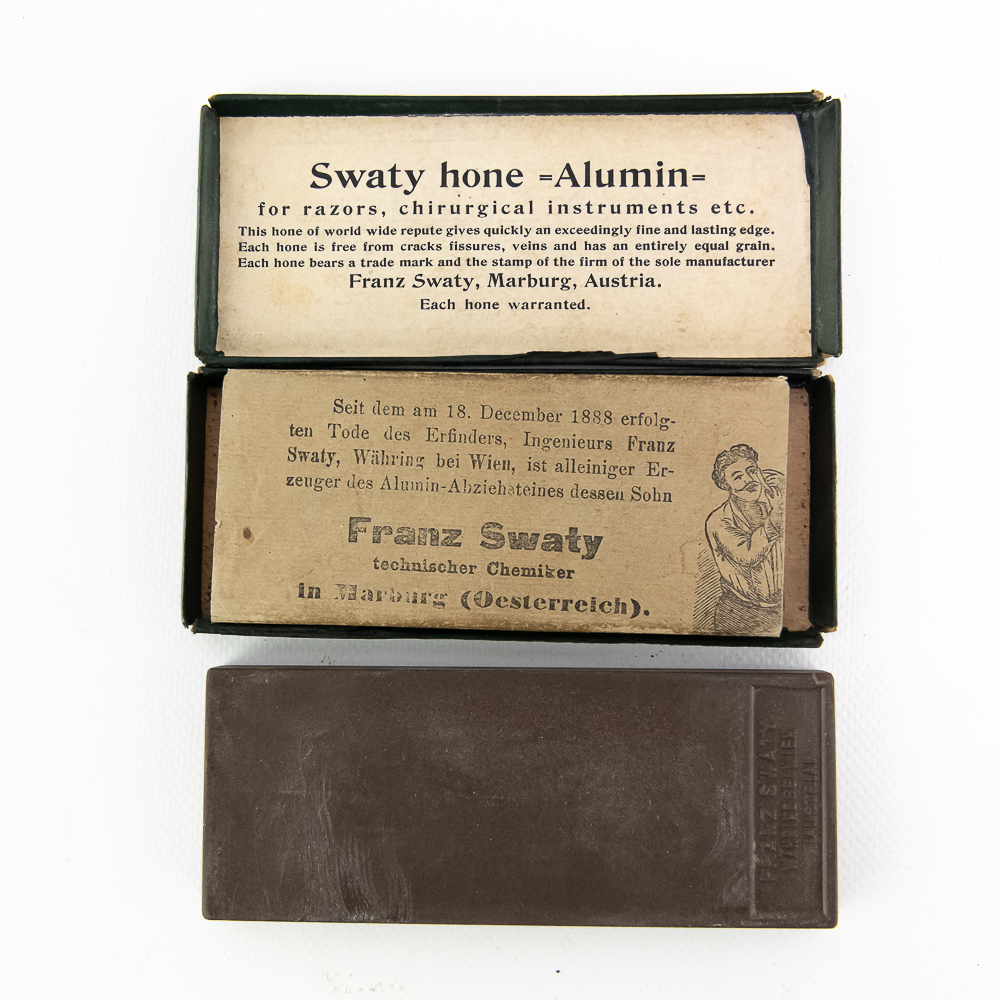 Swaty hone =Alumin=
for razors, chirurgical instruments etc.
This hone of world wide repute gives quickly an exceedingly fine and lasting edge.
Each hone is free from cracks fissures, veins and has an entirely equal grain.
Each hone bears a trade mark and the stamp of the firm of the sole manufacturer
Franz Swaty, Marburg, Austria.
Each hone warranted.
Seit dem am 18. December 1888 erfolg-
ten Tode des Erfinders, Ingenieurs Franz
Swaty, Währing bei Wien, ist alleiniger Er-
zeuger des Alumin-Abziehsteines dessen Sohn
Franz Swaty
technischer Chemiker
in Marburg (Oesterreich).
FRANZ SWATY
WÄHRING BEI WIEN